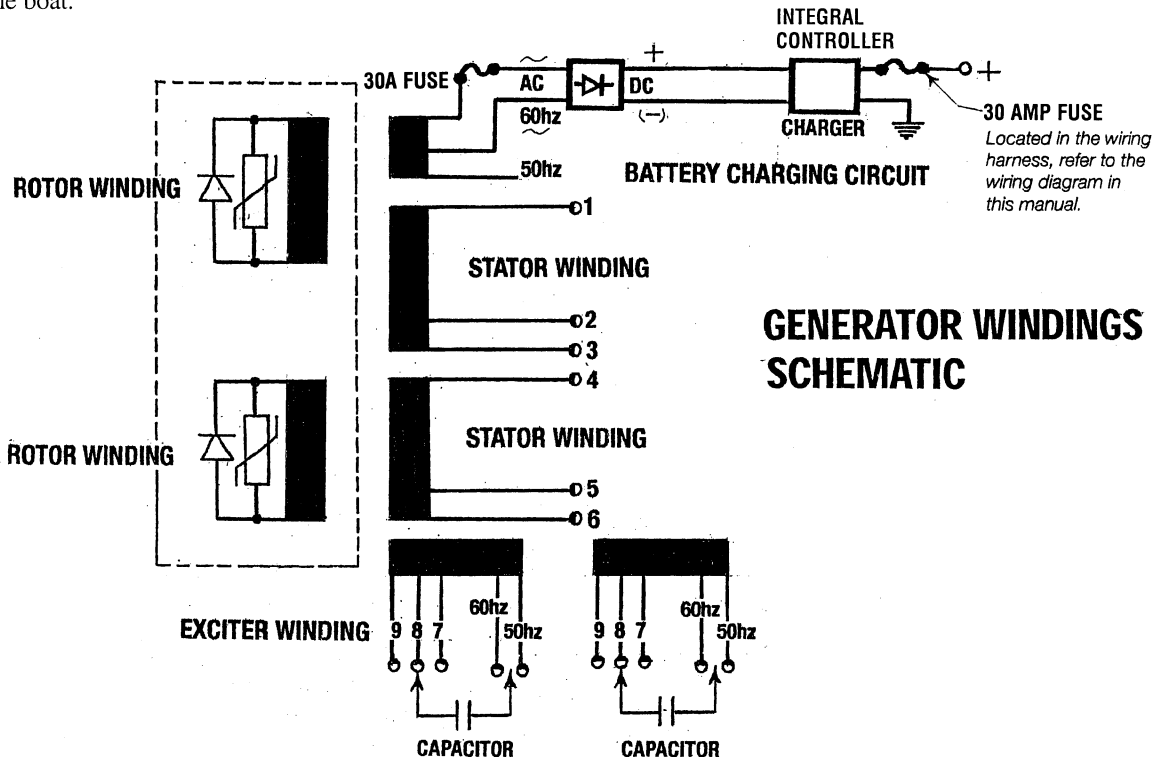 e boat.
INTEGRAL
CONTROLLER
30A FUSE
AC
60hz
+
DC
(-)
CHARGER
+
30 AMP FUSE
Located in the wiring
harness, refer to the
wiring diagram in
this manual.
50hz
BATTERY CHARGING CIRCUIT
ROTOR WINDING
1
STATOR WINDING
2
3
GENERATOR WINDINGS
SCHEMATIC
4
STATOR WINDING
ROTOR WINDING
5
6
EXCITER WINDING
9 8 7
60hz
50hz
9 8 7
60hz
50hz
CAPACITOR
CAPACITOR